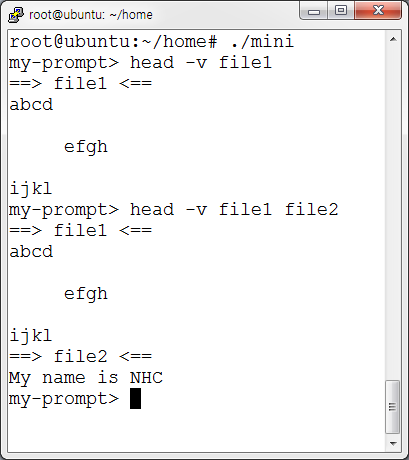 root@ubuntu: ~/home
root@ubuntu:~/home# ./mini
my-prompt> head -v file1
==> file1 <==
abcd

     efgh

ijkl
my-prompt> head -v file1 file2
==> file1 <==
abcd

     efgh

ijkl
==> file2 <==
My name is NHC
my-prompt>